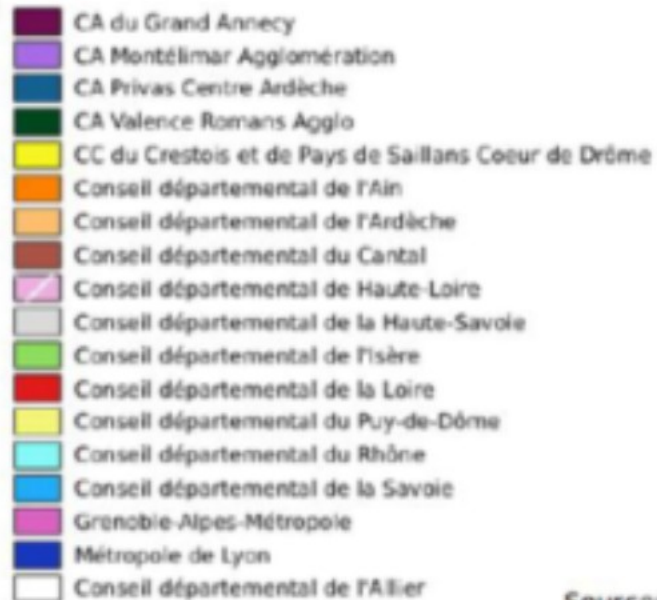 CA du Grand Annecy
CA Montélimar Agglomération
CA Privas Centre Ardèche
CA Valence Romans Agglo
CC du Crestois et de Pays de Saillans Coeur de Drôme
Conseil départemental de l'Ain
Conseil départemental de l'Ardèche
Conseil départemental du Cantal
Conseil départemental de Haute-Loire
Conseil départemental de la Haute-Savoie
Conseil départemental de l'Isère
Conseil départemental de la Loire
Conseil départemental du Puy-de-Dôme
Conseil départemental du Rhône
Conseil départemental de la Savoie
Grenoble-Alpes-Métropole
Métropole de Lyon
Conseil départemental de l'Allier